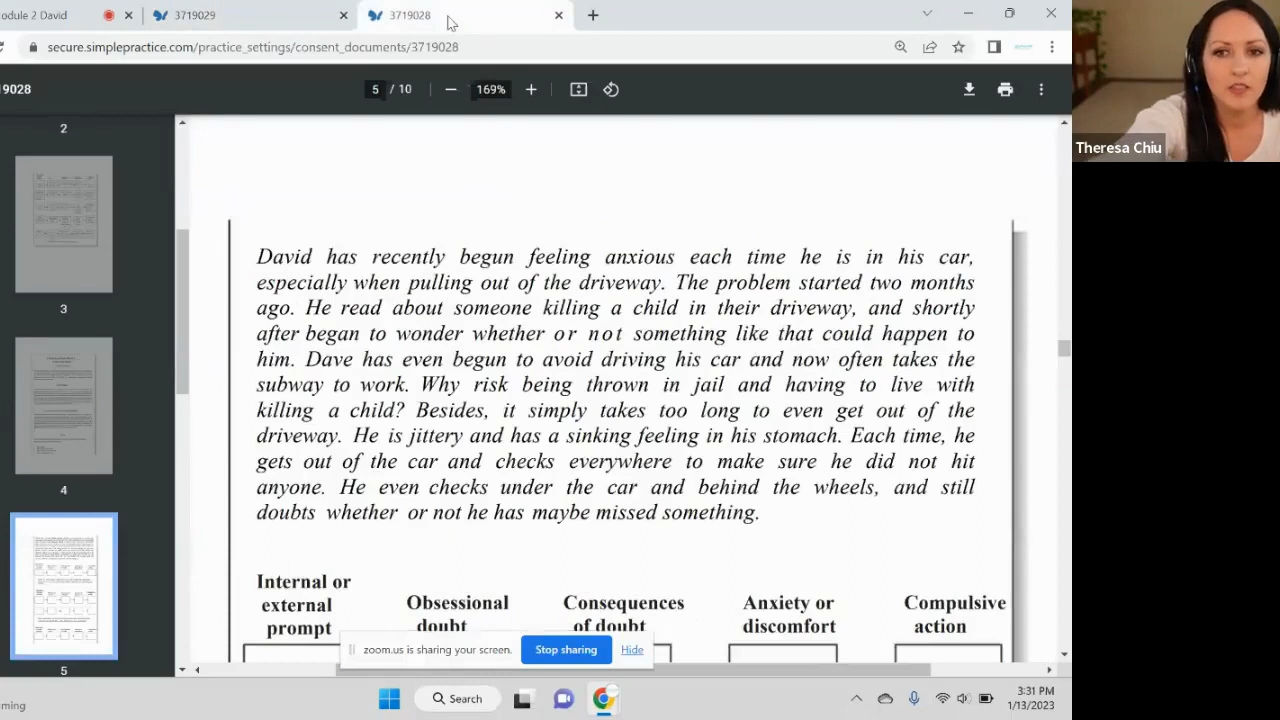 odule 2 David
3719029
3719028
secure.simplepractice.com/practice_settings/consent_documents/3719028
19028
5 / 10
169%
Theresa Chiu
2
3
4
5
David has recently begun feeling anxious each time he is in his car,
especially when pulling out of the driveway. The problem started two months
ago. He read about someone killing a child in their driveway, and shortly
after began to wonder whether or not something like that could happen to
him. Dave has even begun to avoid driving his car and now often takes the
subway to work. Why risk being thrown in jail and having to live with
killing a child? Besides, it simply takes too long to even get out of the
driveway. He is jittery and has a sinking feeling in his stomach. Each time, he
gets out of the car and checks everywhere to make sure he did not hit
anyone. He even checks under the car and behind the wheels, and still
doubts whether or not he has maybe missed something.
Internal or
external
prompt
Obsessional
doubt
Consequences
of doubt
Anxiety or
discomfort
Compulsive
action
zoom.us is sharing your screen.
Stop sharing
Hide
ming
Search
3:31 PM
1/13/2023